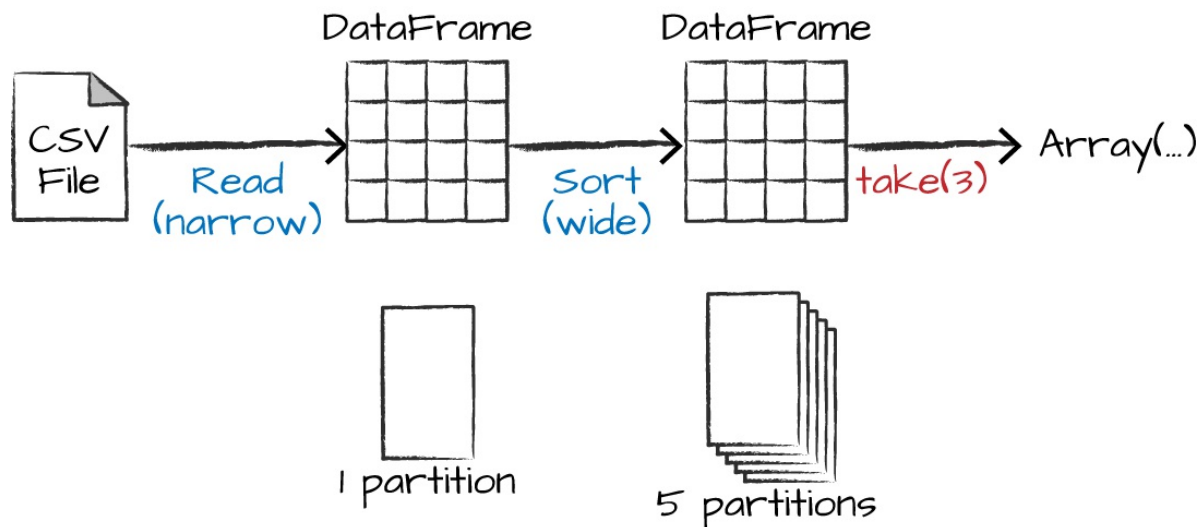 DataFrame
DataFrame
CSV
File
Read
(narrow)
Sort
(wide)
take(3)
Array(...)
1 partition
5 partitions